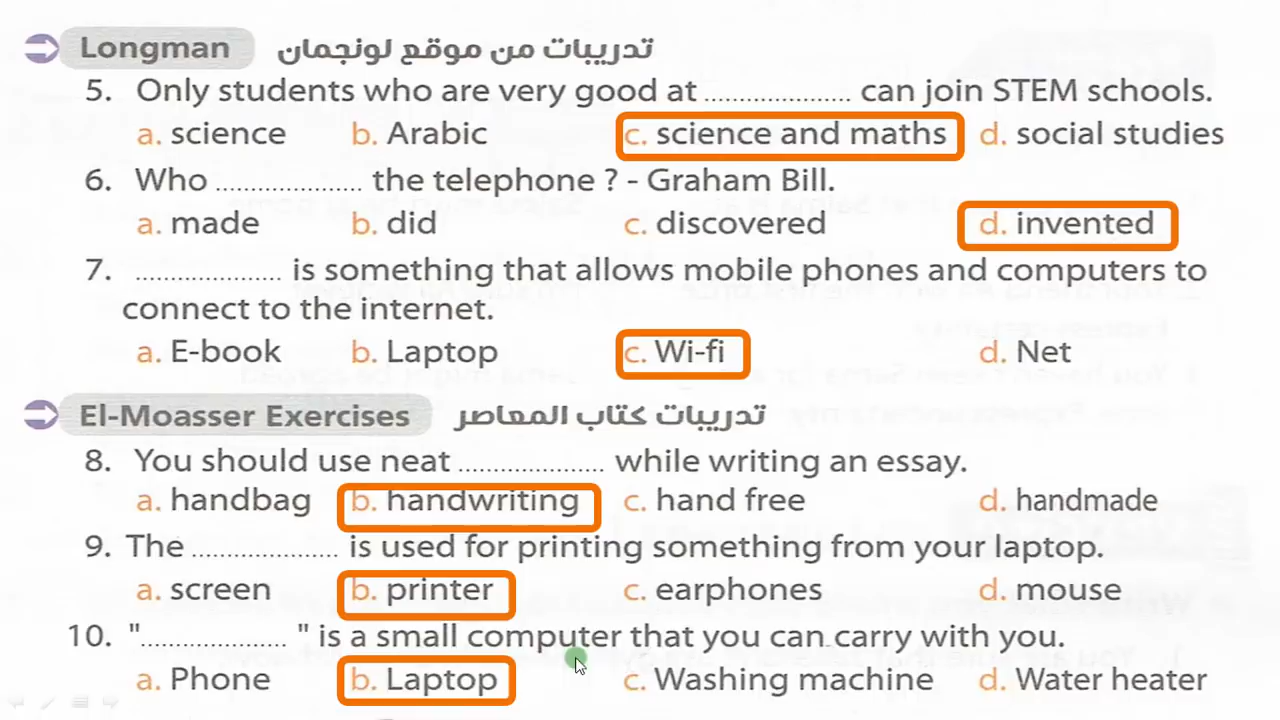 Longman تدريبات من موقع لونجمان
5. Only students who are very good at .................... can join STEM schools.
a. science b. Arabic c. science and maths d. social studies
6. Who .................... the telephone ? - Graham Bill.
a. made b. did c. discovered d. invented
7. .................... is something that allows mobile phones and computers to
connect to the internet.
a. E-book b. Laptop c. Wi-fi d. Net
El-Moasser Exercises تدريبات كتاب المعاصر
8. You should use neat .................... while writing an essay.
a. handbag b. handwriting c. hand free d. handmade
9. The .................... is used for printing something from your laptop.
a. screen b. printer c. earphones d. mouse
10. ".................... " is a small computer that you can carry with you.
a. Phone b. Laptop c. Washing machine d. Water heater